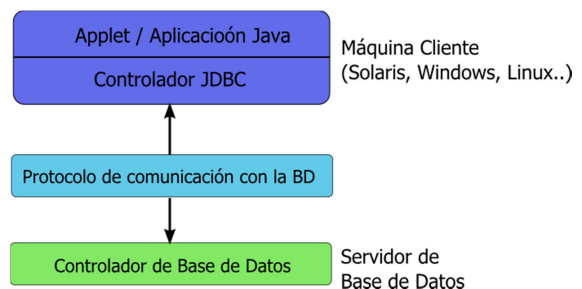 Applet / Aplicacioón Java
Controlador JDBC
Máquina Cliente
(Solaris, Windows, Linux..)
Protocolo de comunicación con la BD
Controlador de Base de Datos
Servidor de
Base de Datos